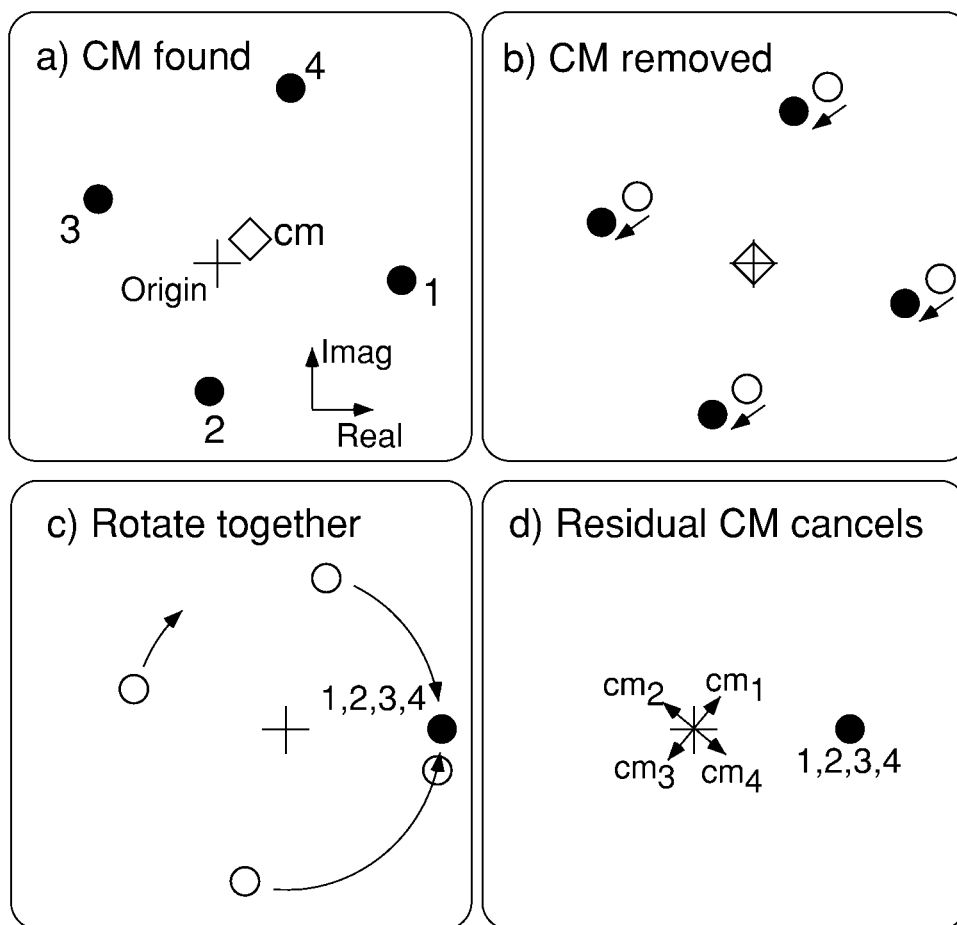 a) CM found
4
3
cm
Origin
1
Imag
2
Real
b) CM removed
c) Rotate together
1,2,3,4
d) Residual CM cancels
cm2 cm1
cm3 cm4
1,2,3,4